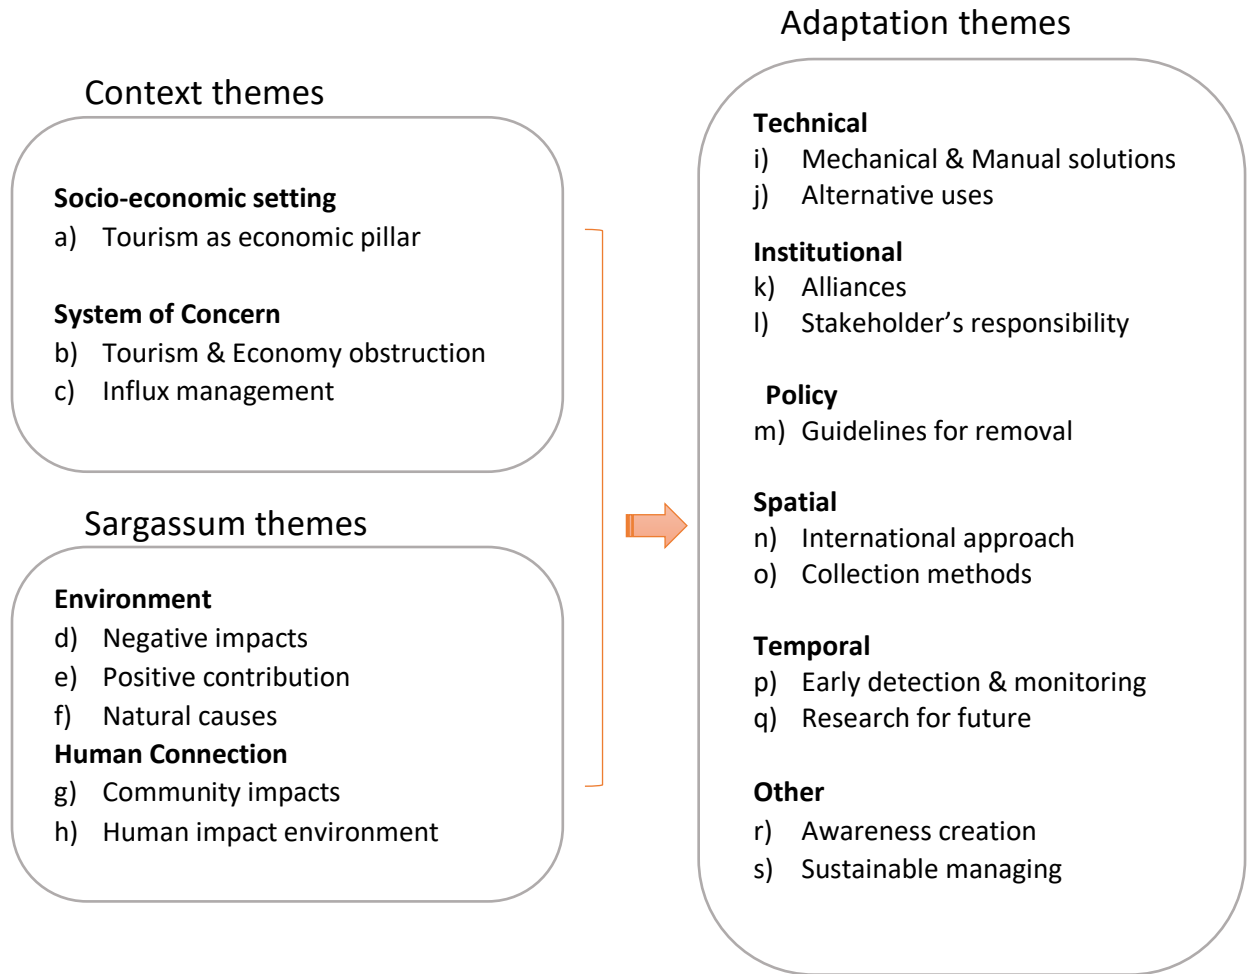 Context themes
Socio-economic setting
a) Tourism as economic pillar
System of Concern
b) Tourism & Economy obstruction
c) Influx management
Sargassum themes
Environment
d) Negative impacts
e) Positive contribution
f) Natural causes
Human Connection
g) Community impacts
h) Human impact environment
Adaptation themes
Technical
i) Mechanical & Manual solutions
j) Alternative uses
Institutional
k) Alliances
l) Stakeholder’s responsibility
Policy
m) Guidelines for removal
Spatial
n) International approach
o) Collection methods
Temporal
p) Early detection & monitoring
q) Research for future
Other
r) Awareness creation
s) Sustainable managing